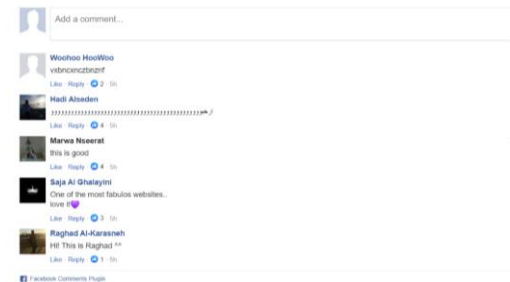 Add a comment...
Woohoo HooWoo
vxbncxnczbnznf
Like · Reply · 2 · 5h
Hadi Alseden
Like · Reply · 4 · 5h
Marwa Nseerat
this is good
Like · Reply · 4 · 5h
Saja Al Ghalayini
One of the most fabulos websites..
love it💜
Like · Reply · 3 · 5h
Raghad Al-Karasneh
Hi! This is Raghad ^^
Like · Reply · 1 · 5h
Facebook Comments Plugin